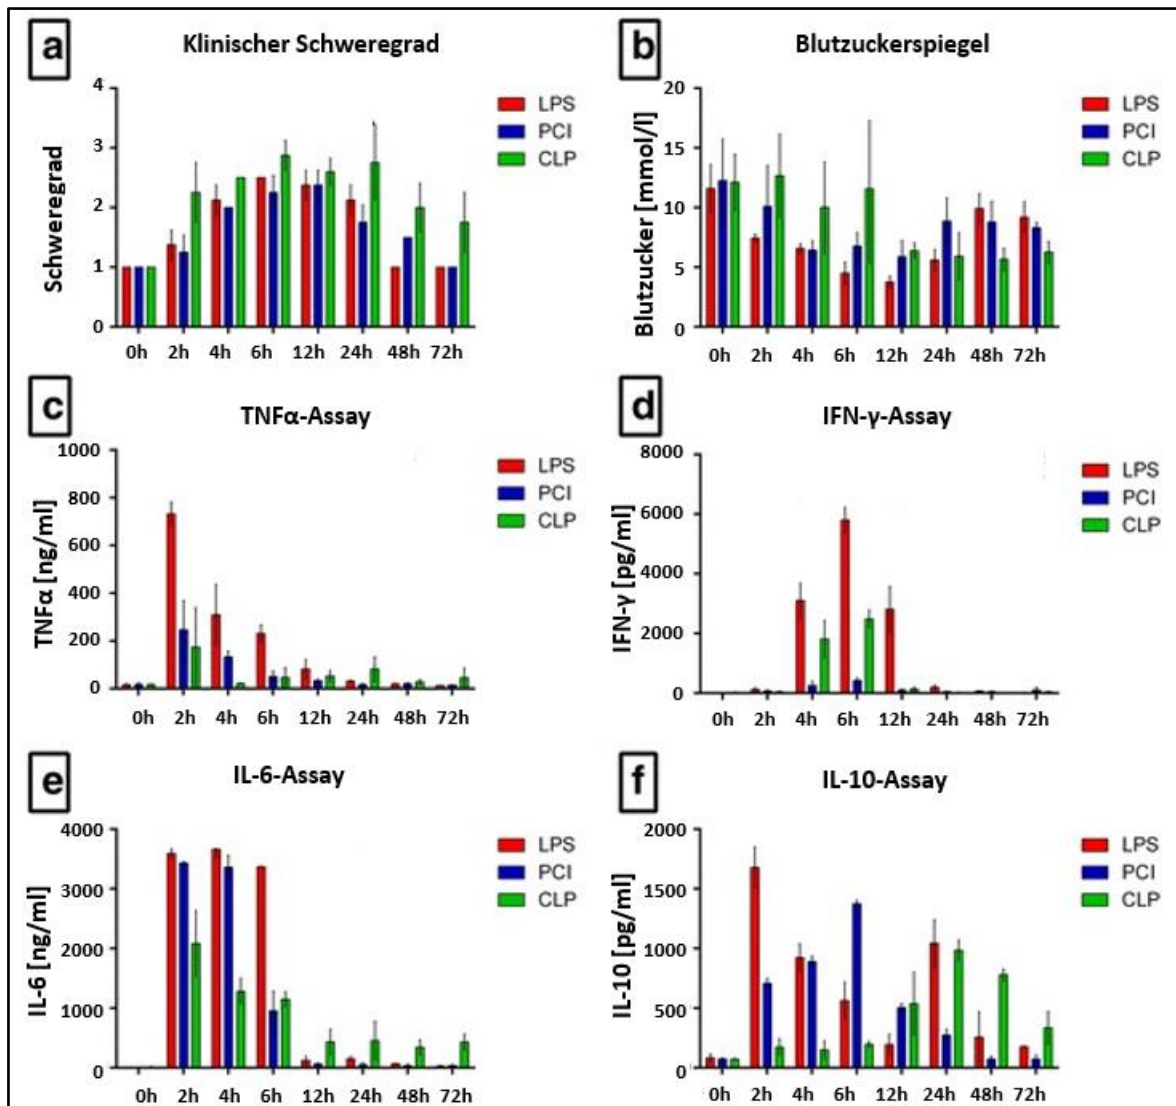 a
Klinischer Schweregrad
Schweregrad
4
3
2
1
0
0h 2h 4h 6h 12h 24h 48h 72h
LPS
PCI
CLP
b
Blutzuckerspiegel
Blutzucker [mmol/l]
20
15
10
5
0
0h 2h 4h 6h 12h 24h 48h 72h
LPS
PCI
CLP
c
TNFα-Assay
TNFα [ng/ml]
1000
800
600
400
200
0
0h 2h 4h 6h 12h 24h 48h 72h
LPS
PCI
CLP
d
IFN-γ-Assay
IFN-γ [pg/ml]
8000
6000
4000
2000
0
0h 2h 4h 6h 12h 24h 48h 72h
LPS
PCI
CLP
e
IL-6-Assay
IL-6 [ng/ml]
4000
3000
2000
1000
0
0h 2h 4h 6h 12h 24h 48h 72h
LPS
PCI
CLP
f
IL-10-Assay
IL-10 [pg/ml]
2000
1500
1000
500
0
0h 2h 4h 6h 12h 24h 48h 72h
LPS
PCI
CLP